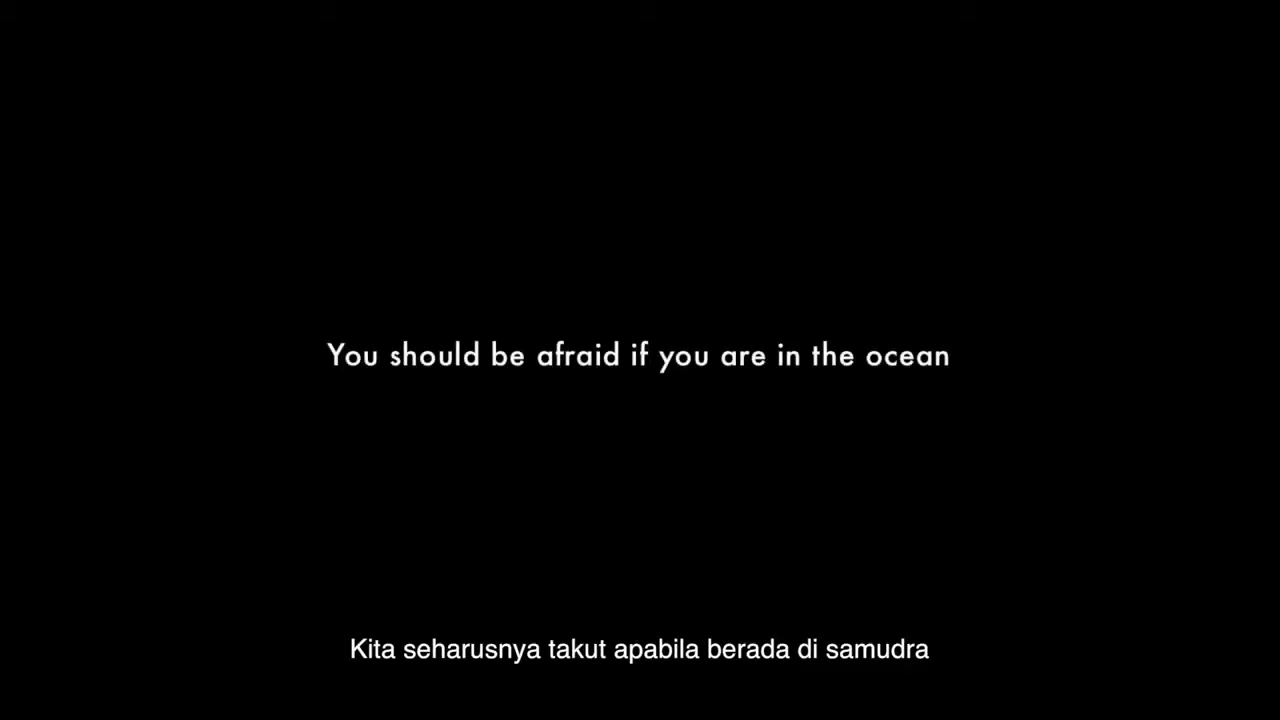 You should be afraid if you are in the ocean
Kita seharusnya takut apabila berada di samudra